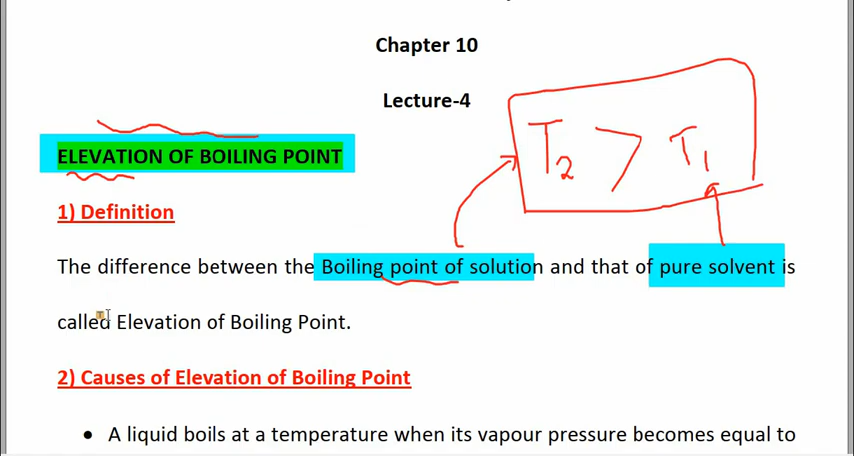 Chapter 10
Lecture-4
T₂ > T₁
ELEVATION OF BOILING POINT
1) Definition
The difference between the Boiling point of solution and that of pure solvent is
called Elevation of Boiling Point.
2) Causes of Elevation of Boiling Point
• A liquid boils at a temperature when its vapour pressure becomes equal to